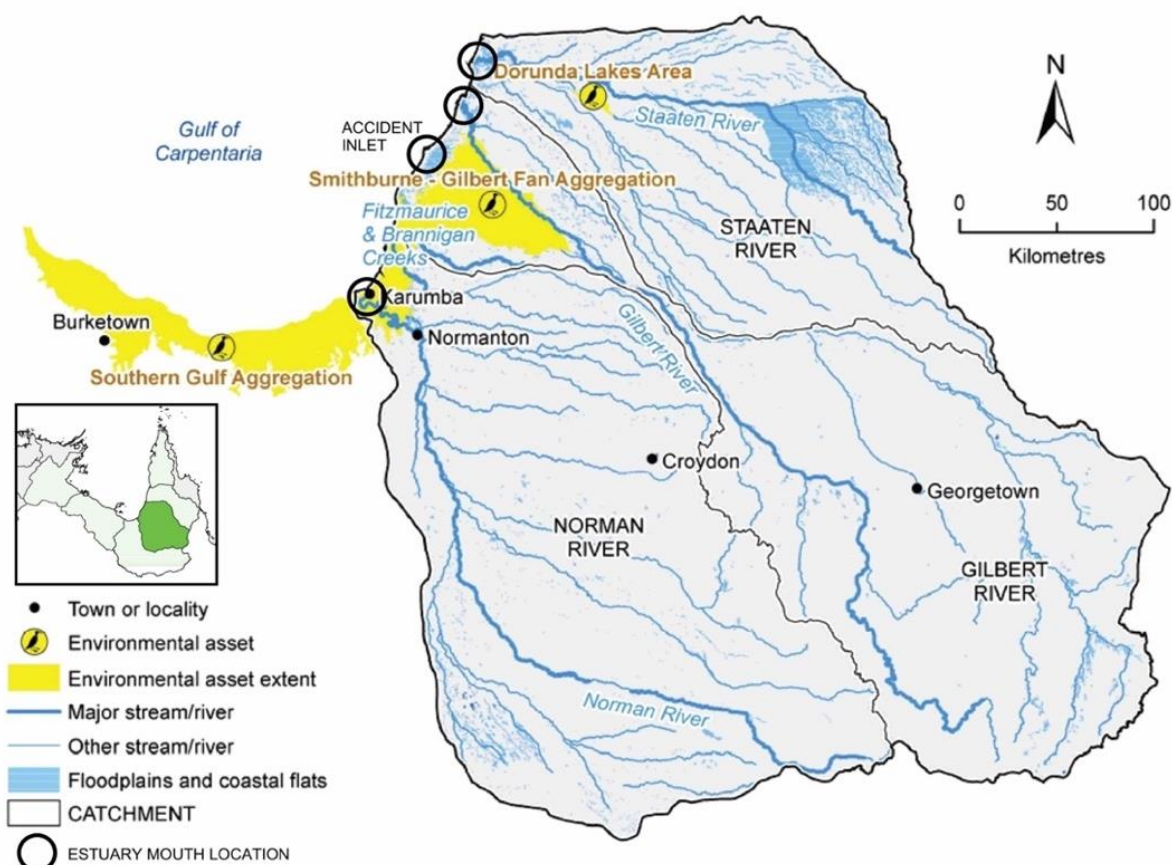 Dorunda Lakes Area
N
Gulf of
Carpentaria
ACCIDENT
INLET
Staaten River
Smithburne - Gilbert Fan Aggregation
0 50 100
Kilometres
Fitzmaurice
& Brannigan
Creeks
STAATEN
RIVER
Karumba
Burketown
Normanton
Gilbert River
Southern Gulf Aggregation
Croydon
Georgetown
NORMAN
RIVER
GILBERT
RIVER
Norman River
Town or locality
Environmental asset
Environmental asset extent
Major stream/river
Other stream/river
Floodplains and coastal flats
CATCHMENT
ESTUARY MOUTH LOCATION